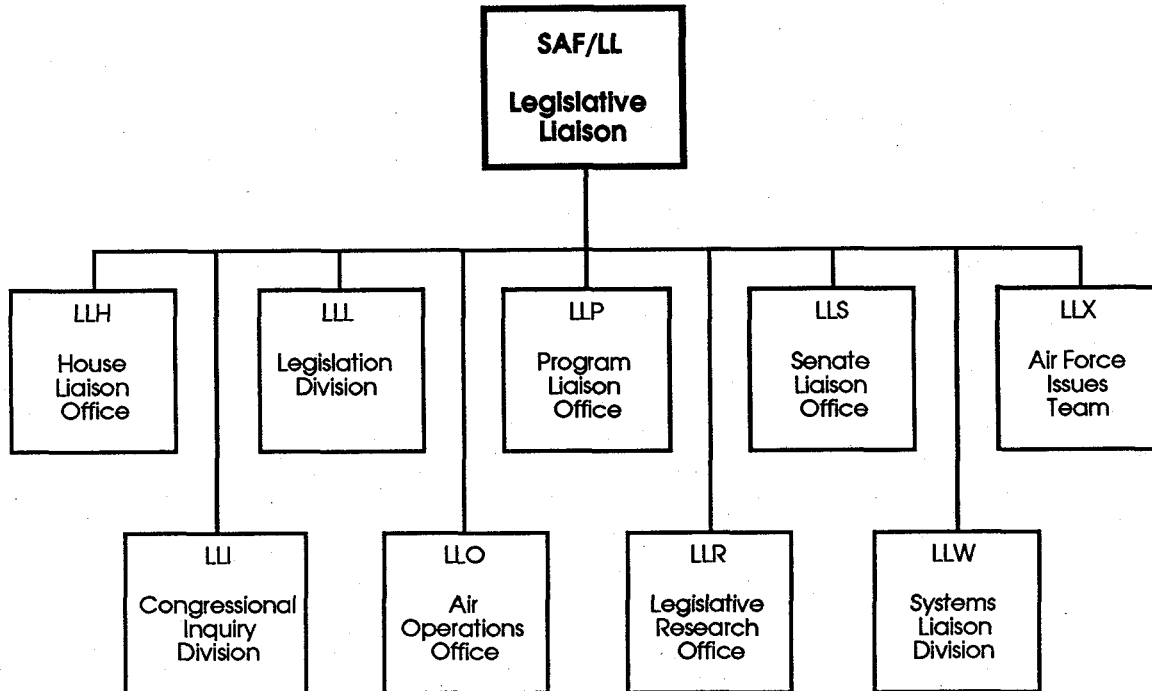 SAF/LL
Legislative
Liaison
LLH
House
Liaison
Office
LLL
Legislation
Division
LLP
Program
Liaison
Office
LLS
Senate
Liaison
Office
LLX
Air Force
Issues
Team
LLI
Congressional
Inquiry
Division
LLO
Air
Operations
Office
LLR
Legislative
Research
Office
LLW
Systems
Liaison
Division